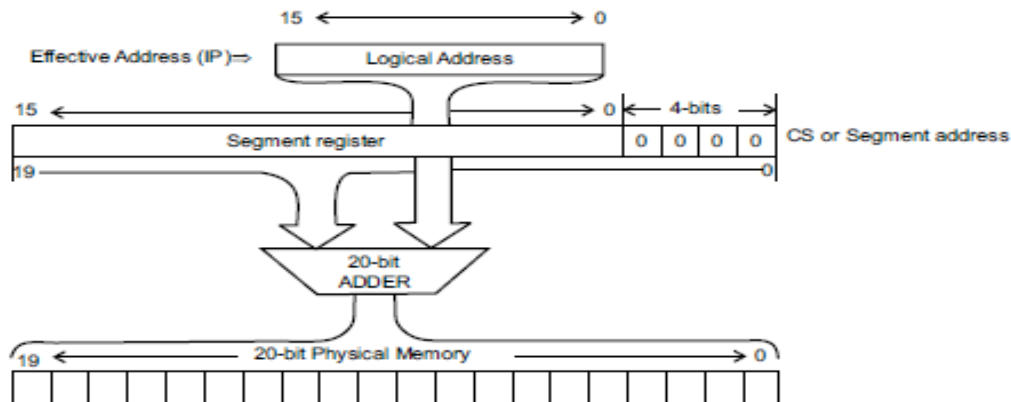 15 0
Effective Address (IP)⇒ Logical Address
15 0 4-bits
Segment register 0 0 0 0 CS or Segment address
19 0
20-bit
ADDER
19 20-bit Physical Memory 0